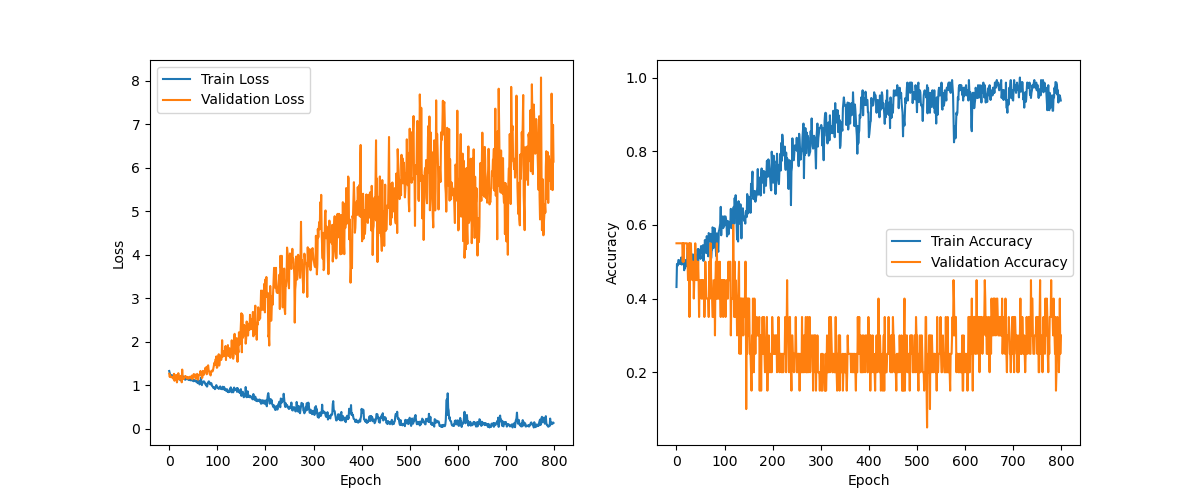 Train Loss
Validation Loss
Loss
8
7
6
5
4
3
2
1
0
0 100 200 300 400 500 600 700 800
Epoch
Train Accuracy
Validation Accuracy
Accuracy
1.0
0.8
0.6
0.4
0.2
0 100 200 300 400 500 600 700 800
Epoch